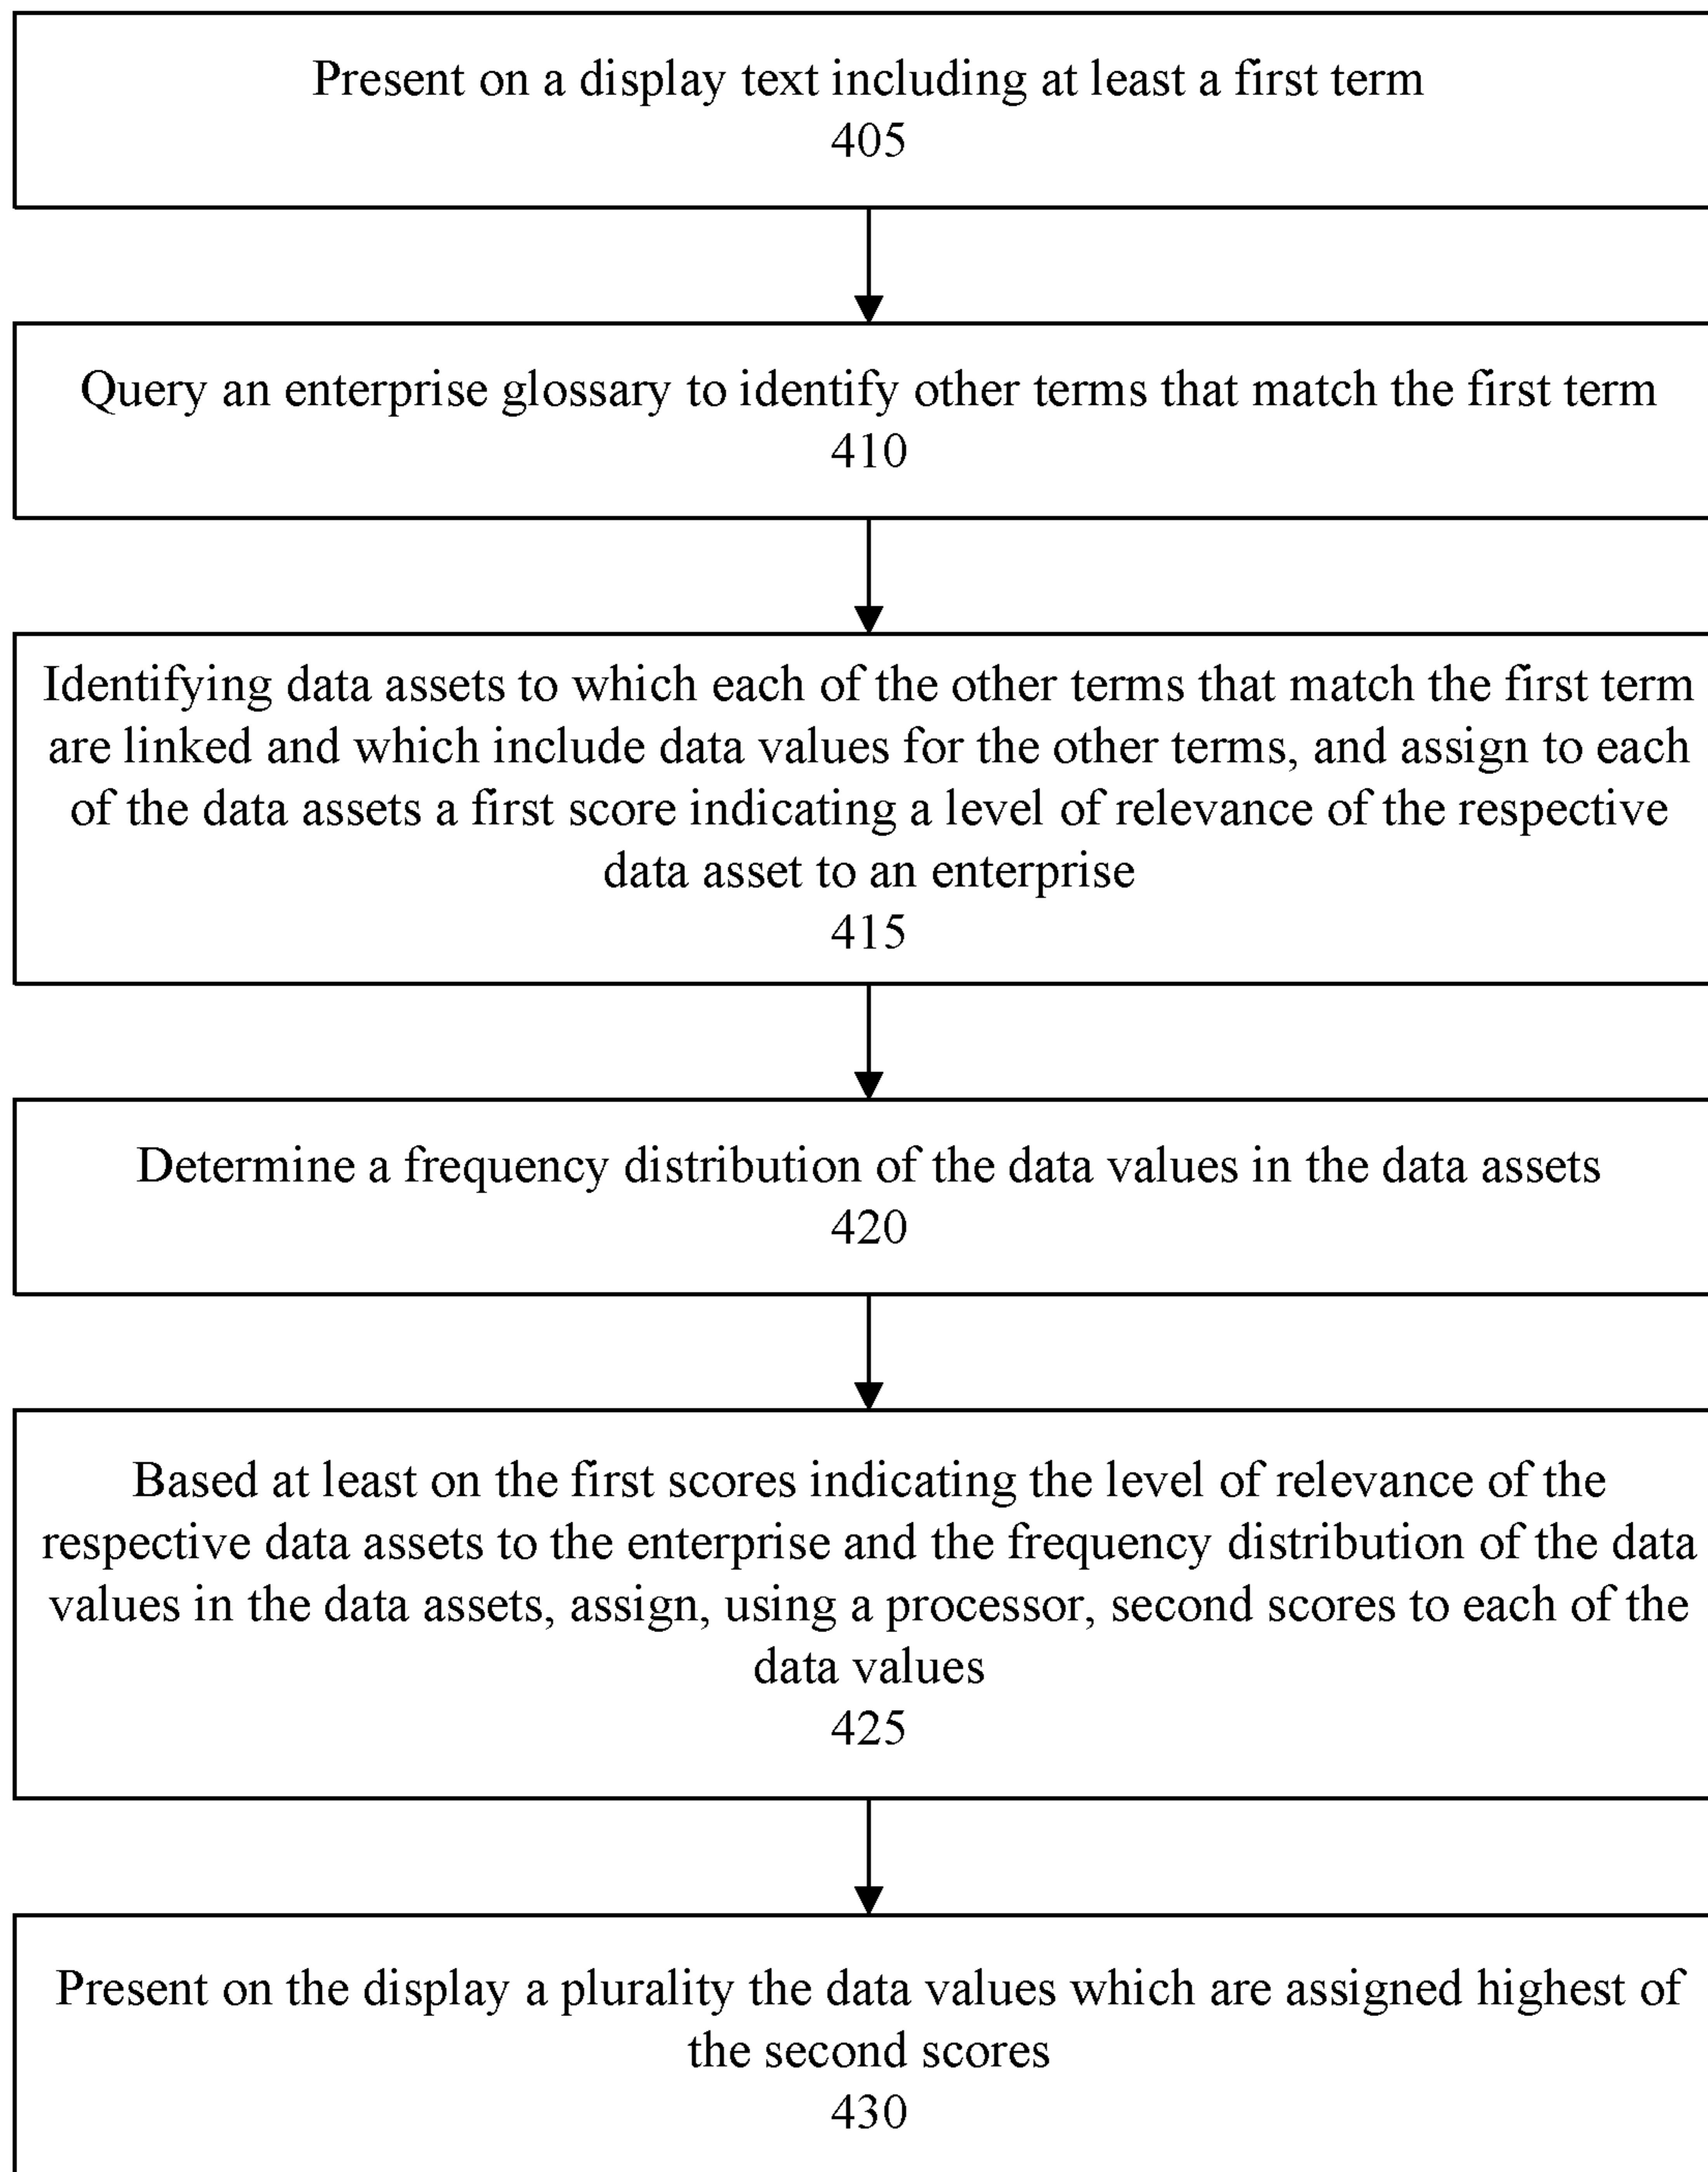 Present on a display text including at least a first term
405
Query an enterprise glossary to identify other terms that match the first term
410
Identifying data assets to which each of the other terms that match the first term
are linked and which include data values for the other terms, and assign to each
of the data assets a first score indicating a level of relevance of the respective
data asset to an enterprise
415
Determine a frequency distribution of the data values in the data assets
420
Based at least on the first scores indicating the level of relevance of the
respective data assets to the enterprise and the frequency distribution of the data
values in the data assets, assign, using a processor, second scores to each of the
data values
425
Present on the display a plurality the data values which are assigned highest of
the second scores
430